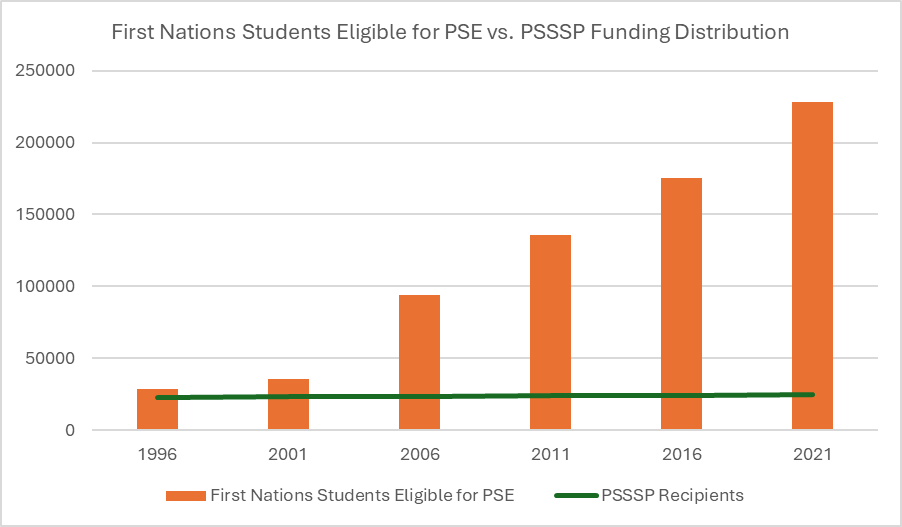 First Nations Students Eligible for PSE vs. PSSSP Funding Distribution
250000
200000
150000
100000
50000
0
1996 2001 2006 2011 2016 2021
First Nations Students Eligible for PSE PSSSP Recipients